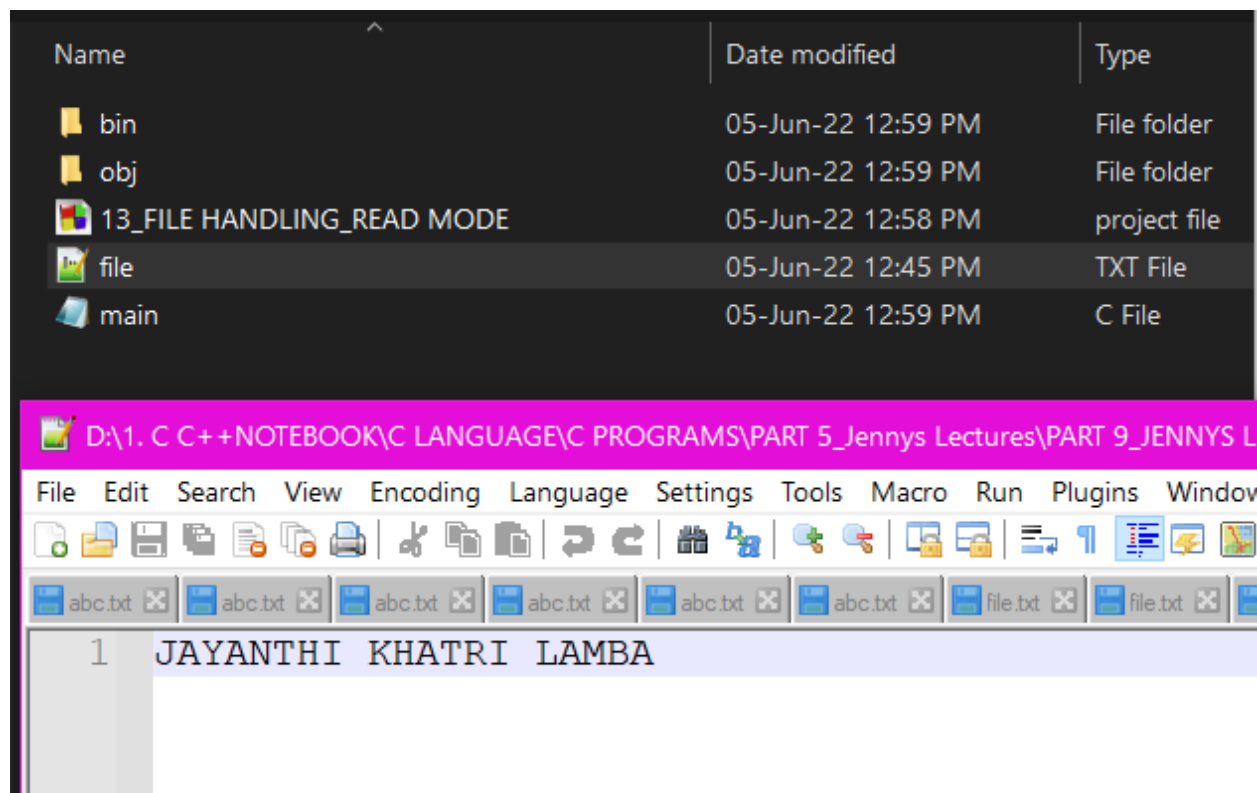 Name Date modified Type
bin 05-Jun-22 12:59 PM File folder
obj 05-Jun-22 12:59 PM File folder
13_FILE HANDLING_READ MODE 05-Jun-22 12:58 PM project file
file 05-Jun-22 12:45 PM TXT File
main 05-Jun-22 12:59 PM C File
D:\1. C C++NOTEBOOK\C LANGUAGE\C PROGRAMS\PART 5_Jennys Lectures\PART 9_JENNYS L
File Edit Search View Encoding Language Settings Tools Macro Run Plugins Window
abc.txt abc.txt abc.txt abc.txt abc.txt abc.txt file.txt file.txt
1 JAYANTHI KHATRI LAMBA